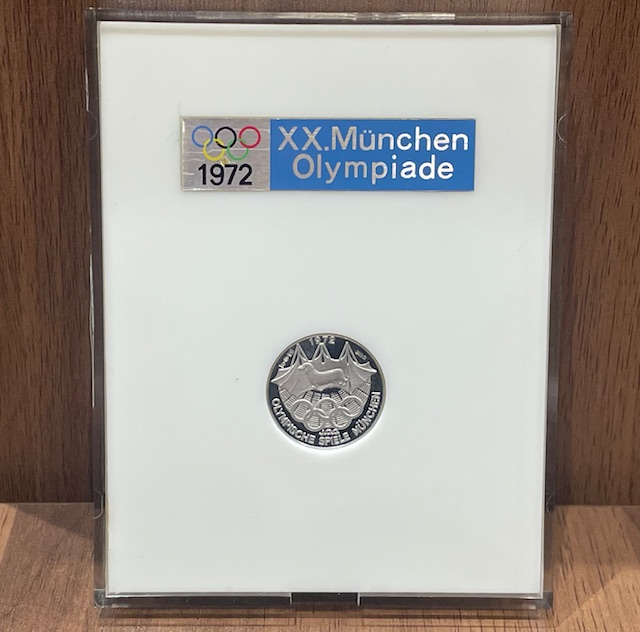 1972
XX.München
Olympiade
1972
OLYMPISCHE SPIELE MÜNCHEN